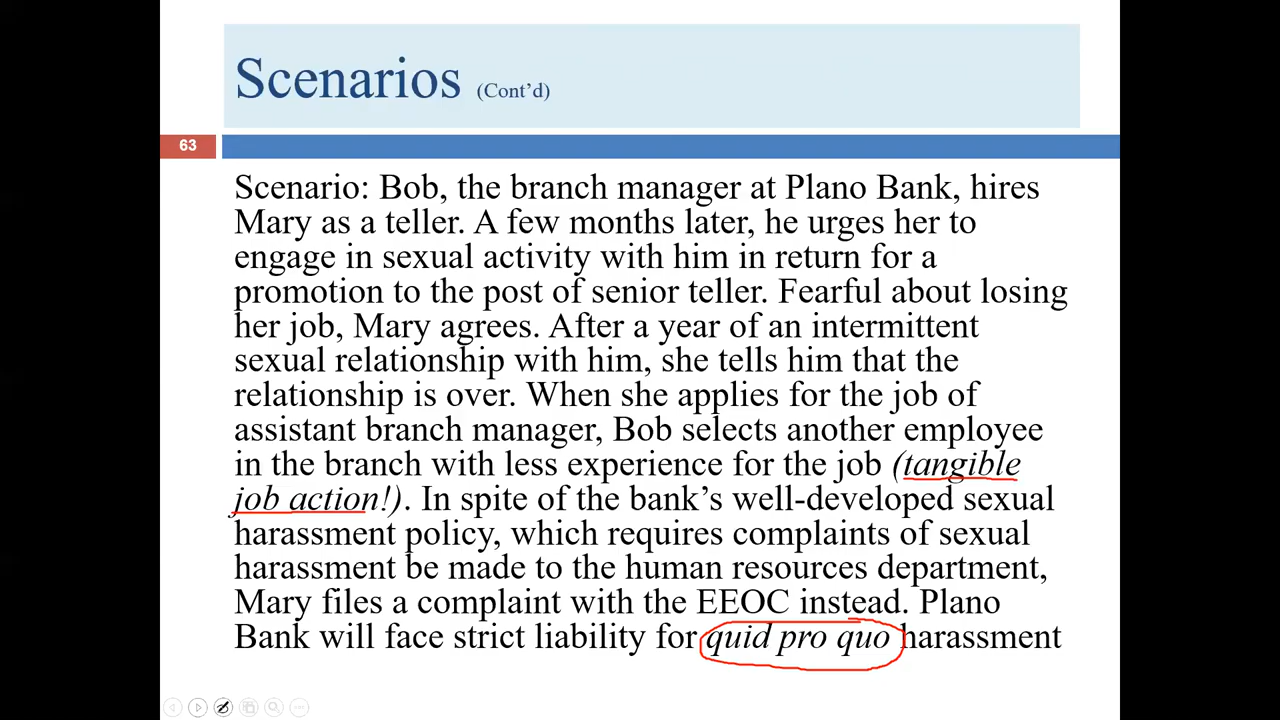 Scenarios (Cont’d)
63
Scenario: Bob, the branch manager at Plano Bank, hires
Mary as a teller. A few months later, he urges her to
engage in sexual activity with him in return for a
promotion to the post of senior teller. Fearful about losing
her job, Mary agrees. After a year of an intermittent
sexual relationship with him, she tells him that the
relationship is over. When she applies for the job of
assistant branch manager, Bob selects another employee
in the branch with less experience for the job (tangible
job action!). In spite of the bank’s well-developed sexual
harassment policy, which requires complaints of sexual
harassment be made to the human resources department,
Mary files a complaint with the EEOC instead. Plano
Bank will face strict liability for quid pro quo harassment